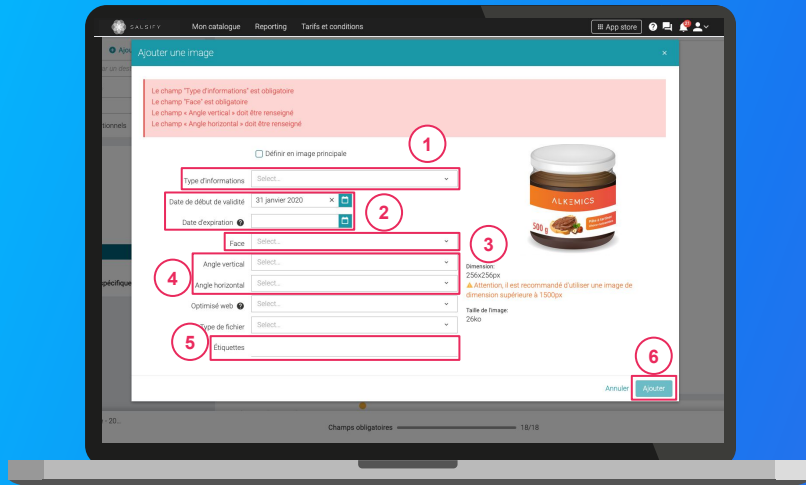 SALSIFY Mon catalogue Reporting Tarifs et conditions App store 21
Ajouter une image ×
Le champ "Type d'informations" est obligatoire
Le champ "Face" est obligatoire
Le champ « Angle vertical » doit être renseigné
Le champ « Angle horizontal » doit être renseigné
1
Définir en image principale
Type d'informations Select...
Date de début de validité 31 janvier 2020 ×
2
Date d'expiration
Face Select...
3
Angle vertical Select...
4
Angle horizontal Select...
Optimisé web Select...
Type de fichier Select...
5
Étiquettes
ALKEMICS
500 g
Dimension:
256x256px
Attention, il est recommandé d'utiliser une image de
dimension supérieure à 1500px
Taille de l'image:
26ko
6
Annuler Ajouter
tionnels
pécifique
- 20...
Champs obligatoires 18/18